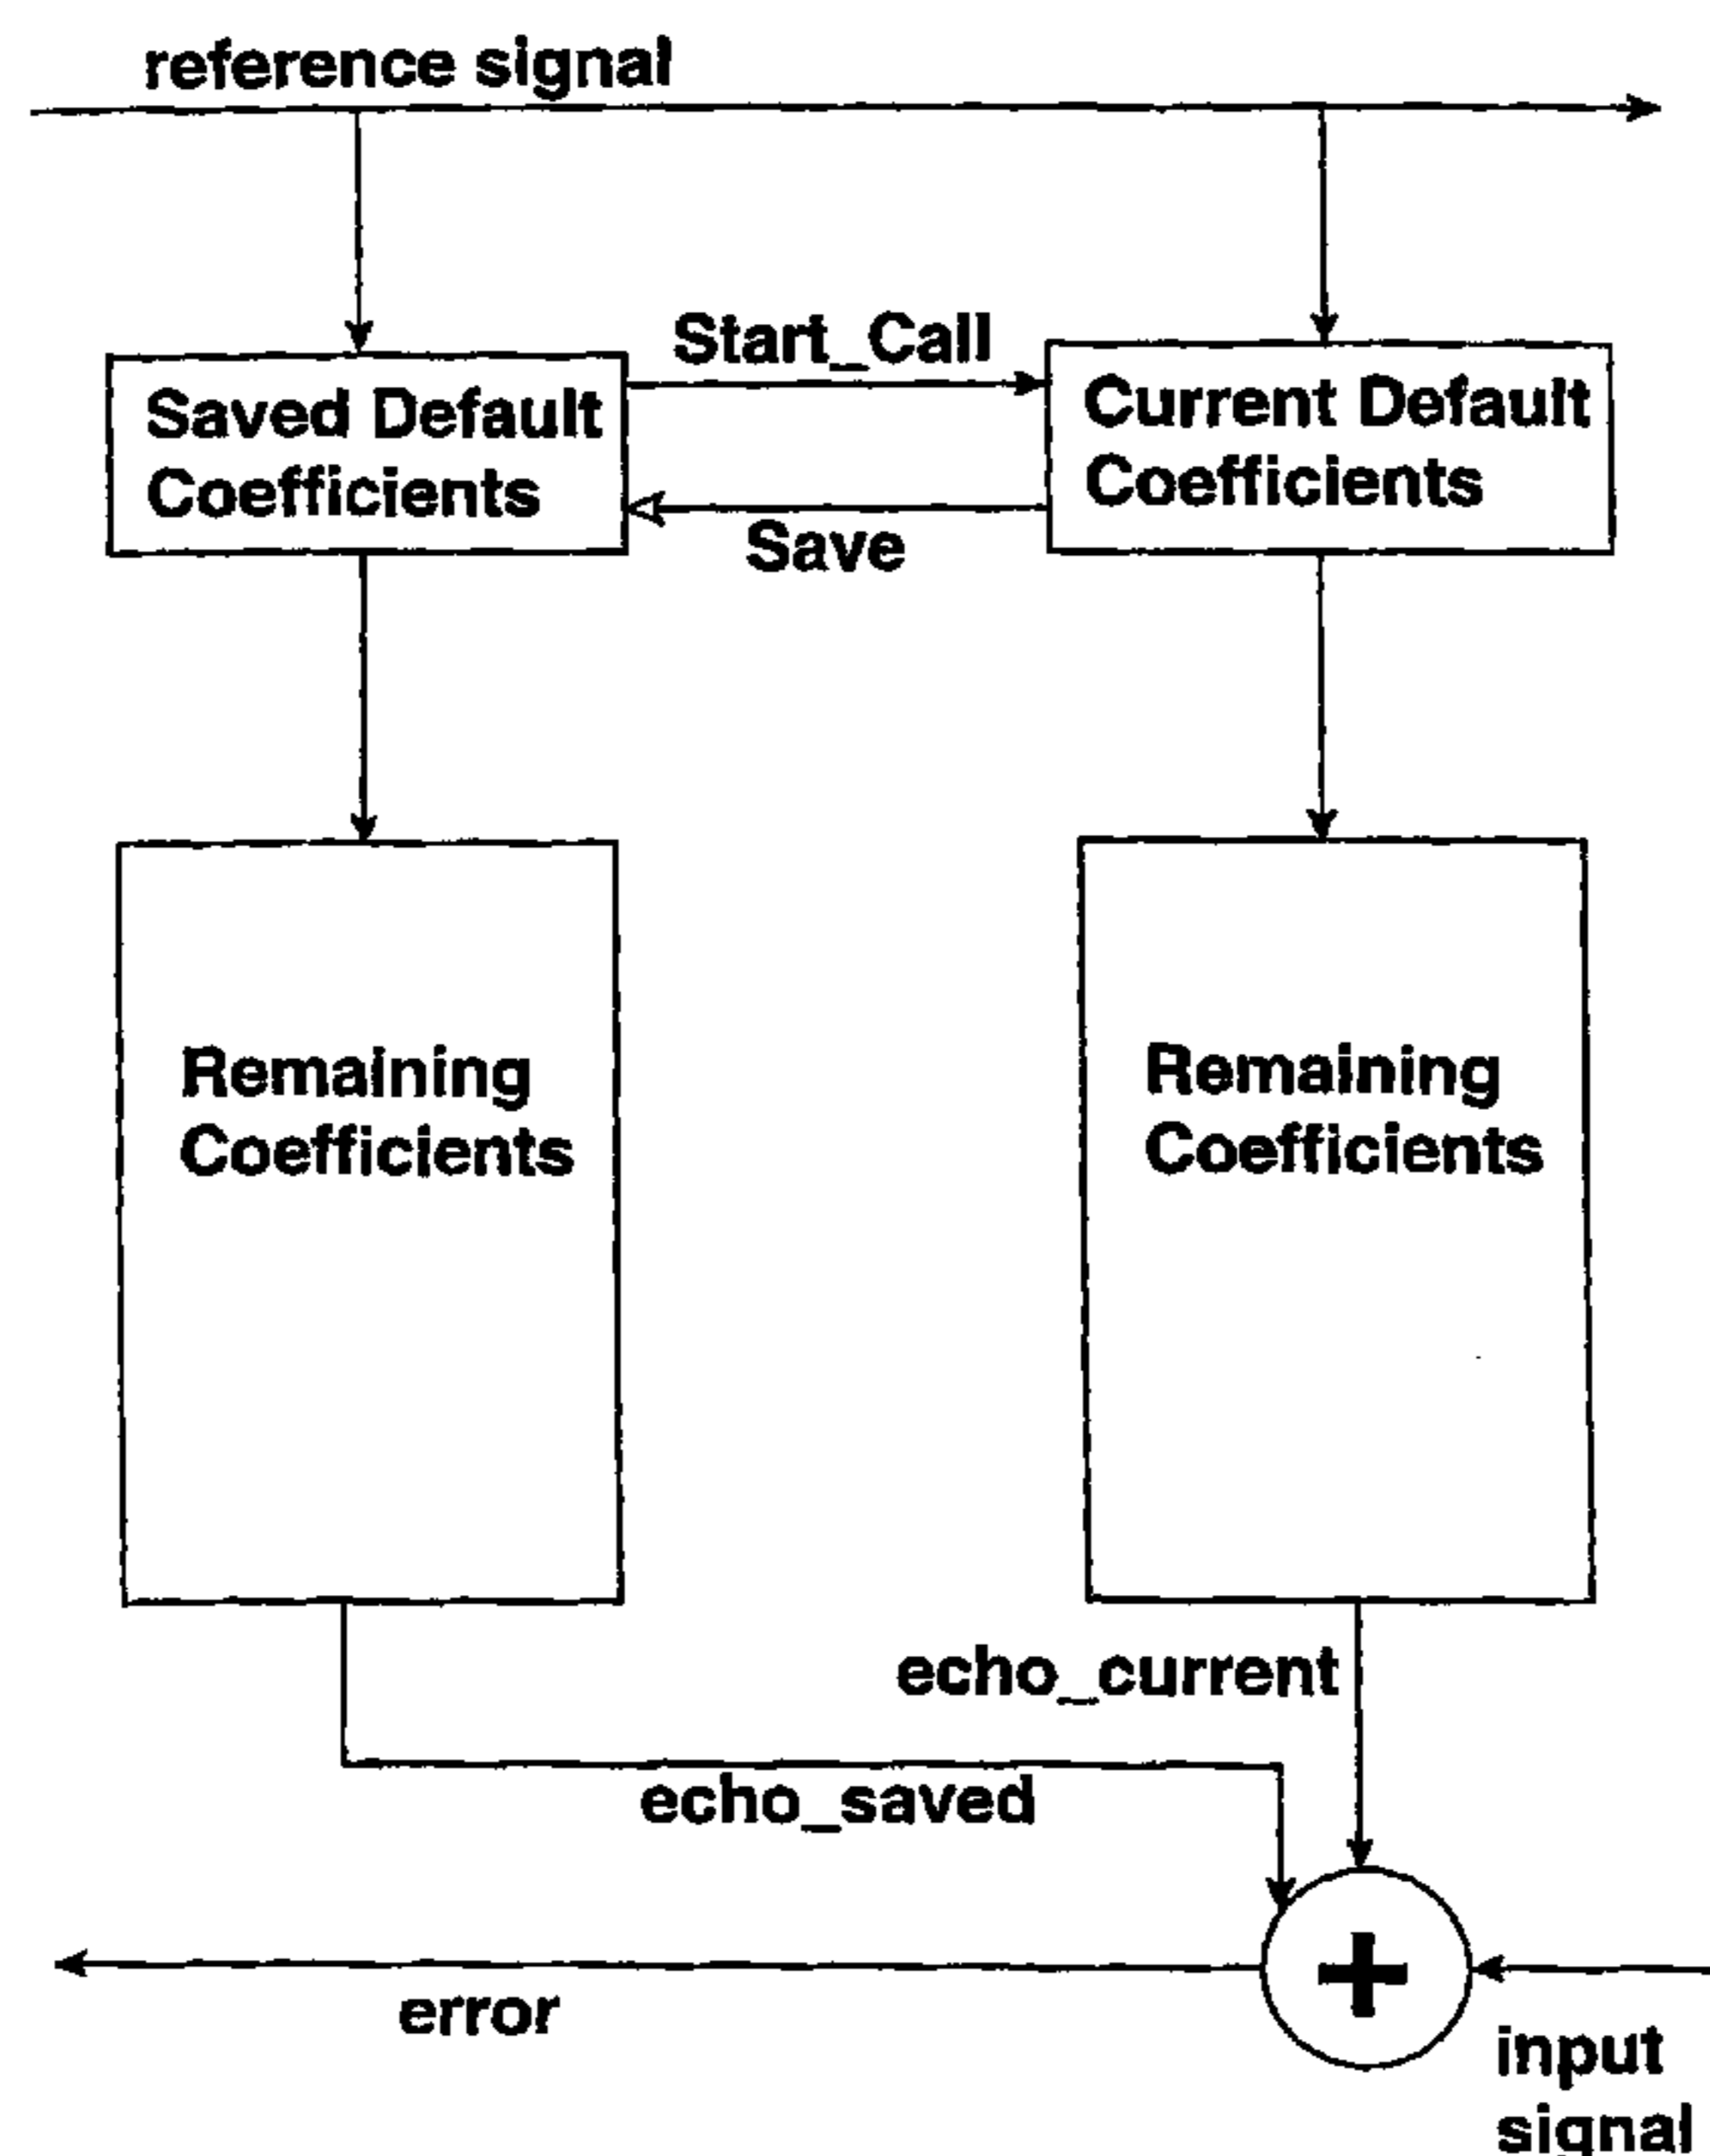 reference signal
Start_Call
Saved Default
Coefficients
Current Default
Coefficients
Save
Remaining
Coefficients
Remaining
Coefficients
echo_current
echo_saved
+
error
input
signal